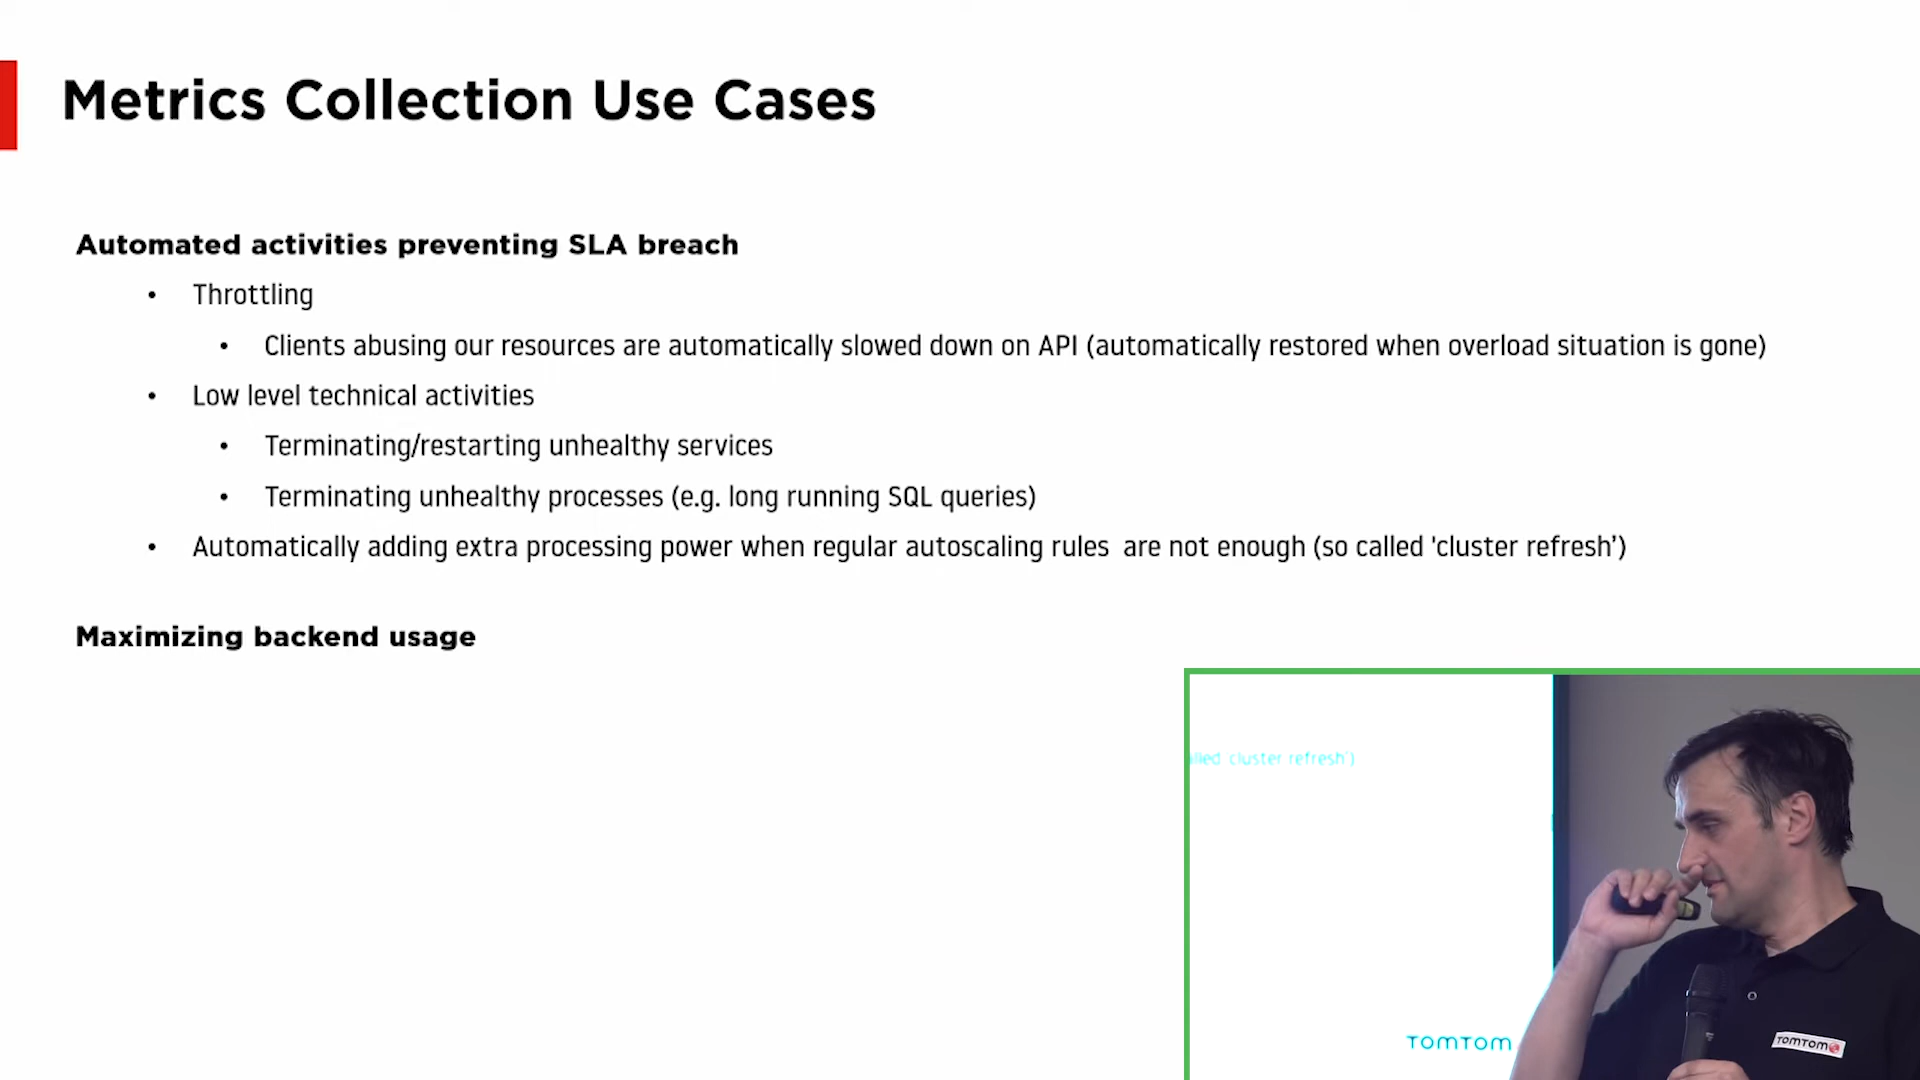 Metrics Collection Use Cases
Automated activities preventing SLA breach
• Throttling
• Clients abusing our resources are automatically slowed down on API (automatically restored when overload situation is gone)
• Low level technical activities
• Terminating/restarting unhealthy services
• Terminating unhealthy processes (e.g. long running SQL queries)
• Automatically adding extra processing power when regular autoscaling rules  are not enough (so called 'cluster refresh’)
Maximizing backend usage
cluster refresh')
TOMTOM
TOMTOM